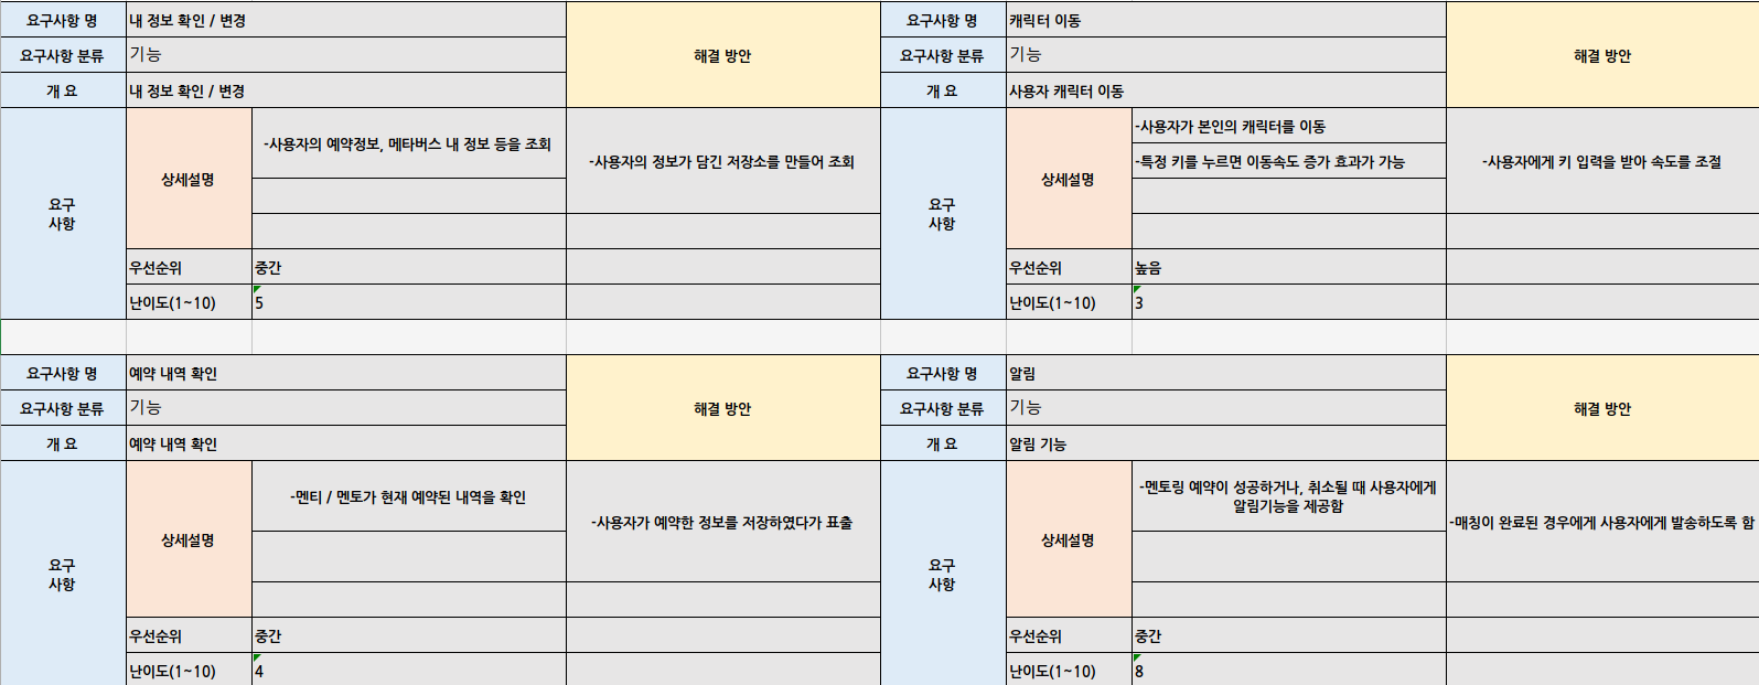 요구사항 명
내 정보 확인 / 변경
해결 방안
요구사항 분류
기능
개 요
내 정보 확인 / 변경
요구
사항
상세설명
-사용자의 예약정보, 메타버스 내 정보 등을 조회
-사용자의 정보가 담긴 저장소를 만들어 조회
우선순위
중간
난이도(1~10)
5
요구사항 명
캐릭터 이동
해결 방안
요구사항 분류
기능
개 요
사용자 캐릭터 이동
요구
사항
상세설명
-사용자가 본인의 캐릭터를 이동
-특정 키를 누르면 이동속도 증가 효과가 가능
-사용자에게 키 입력을 받아 속도를 조절
우선순위
높음
난이도(1~10)
3
요구사항 명
예약 내역 확인
해결 방안
요구사항 분류
기능
개 요
예약 내역 확인
요구
사항
상세설명
-멘티 / 멘토가 현재 예약된 내역을 확인
-사용자가 예약한 정보를 저장하였다가 표출
우선순위
중간
난이도(1~10)
4
요구사항 명
알림
해결 방안
요구사항 분류
기능
개 요
알림 기능
요구
사항
상세설명
-멘토링 예약이 성공하거나, 취소될 때 사용자에게
알림기능을 제공함
-매칭이 완료된 경우에게 사용자에게 발송하도록 함
우선순위
중간
난이도(1~10)
8